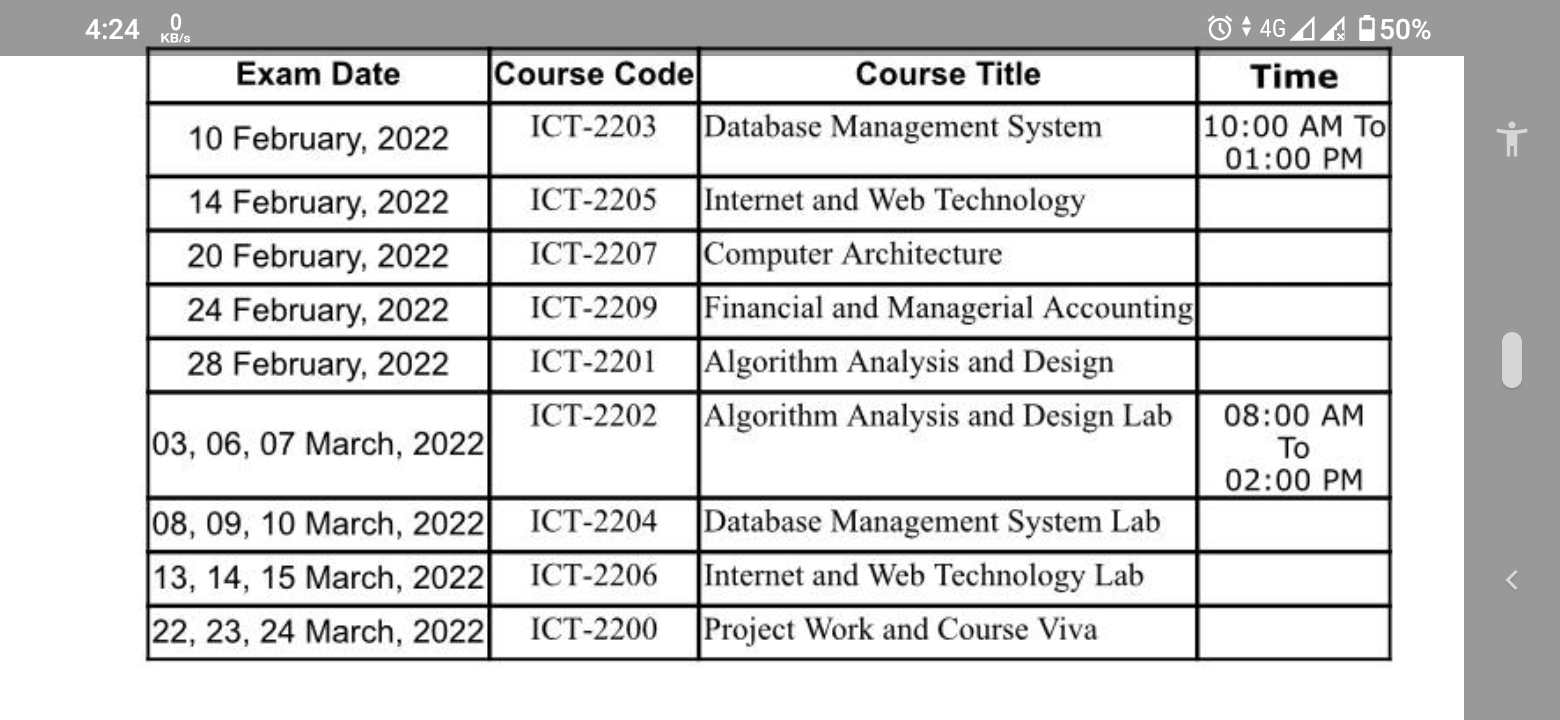 4:24 0 KB/s 4G 50%
Exam Date Course Code Course Title Time
10 February, 2022 ICT-2203 Database Management System 10:00 AM To
01:00 PM
14 February, 2022 ICT-2205 Internet and Web Technology
20 February, 2022 ICT-2207 Computer Architecture
24 February, 2022 ICT-2209 Financial and Managerial Accounting
28 February, 2022 ICT-2201 Algorithm Analysis and Design
03, 06, 07 March, 2022 ICT-2202 Algorithm Analysis and Design Lab 08:00 AM
To
02:00 PM
08, 09, 10 March, 2022 ICT-2204 Database Management System Lab
13, 14, 15 March, 2022 ICT-2206 Internet and Web Technology Lab
22, 23, 24 March, 2022 ICT-2200 Project Work and Course Viva